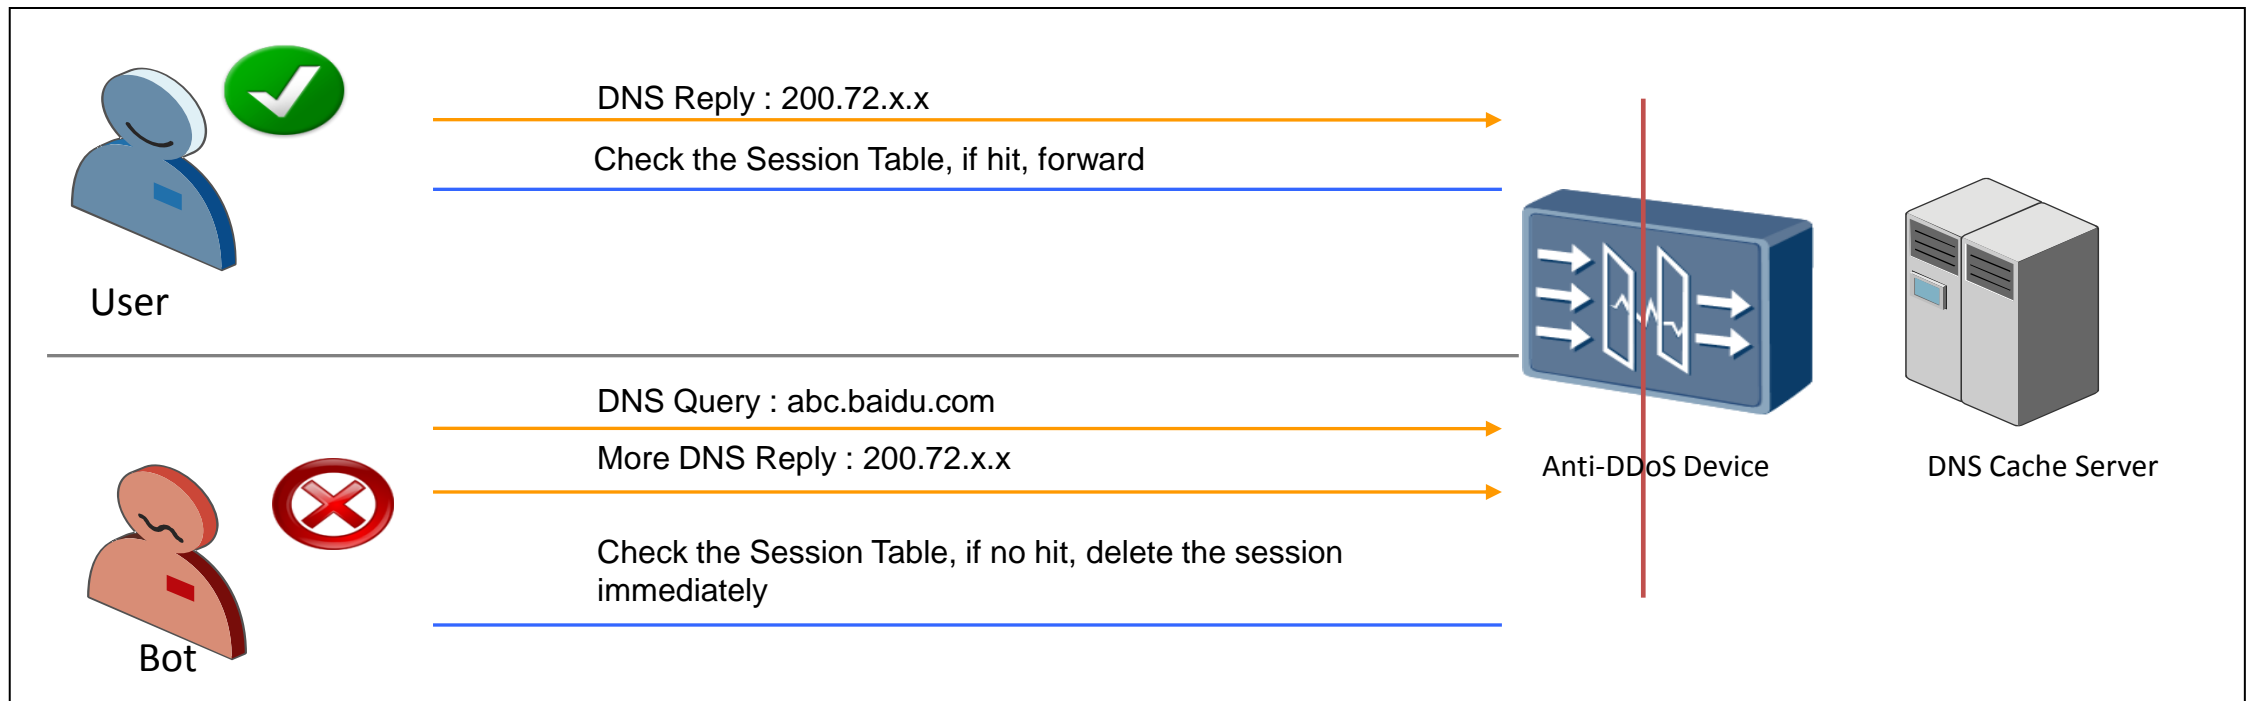 DNS Reply : 200.72.x.x
Check the Session Table, if hit, forward
User
DNS Query : abc.baidu.com
More DNS Reply : 200.72.x.x
Anti-DDoS Device
DNS Cache Server
Check the Session Table, if no hit, delete the session
immediately
Bot